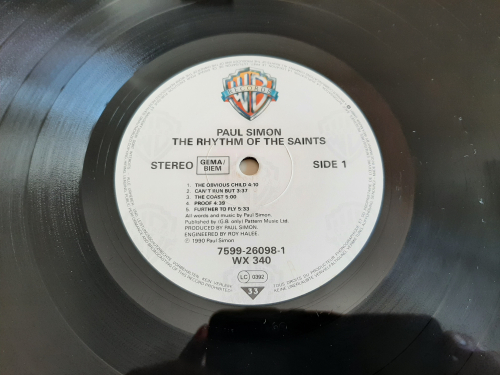 RECORDS
PAUL SIMON
THE RHYTHM OF THE SAINTS
STEREO
GEMA/
BIEM
SIDE 1
1. THE OBVIOUS CHILD 4:10
2. CAN'T RUN BUT 3:37
3. THE COAST 5:00
4. PROOF 4:39
5. FURTHER TO FLY 5:33
All words and music by Paul Simon.
Published by (G.B. only) Pattern Music Ltd.
PRODUCED BY PAUL SIMON.
ENGINEERED BY ROY HALEE.
℗ 1990 Paul Simon
7599-26098-1
WX 340
LC 0392
33